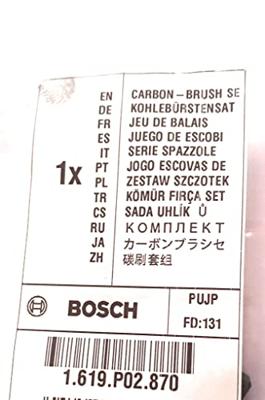 EN CARBON-BRUSH SE
DE KOHLEBÜRSTENSAT
FR JEU DE BALAIS
ES JUEGO DE ESCOBI
IT SERIE SPAZZOLE
1x PT JOGO ESCOVAS DE
PL ZESTAW SZCZOTEK
TR KÖMÜR FIRÇA SET
CS SADA UHLÍK Ů
RU КОМПЛЕКТ
JA カーボンブラシセ
ZH 碳刷套组
BOSCH
PUJP
FD:131
1.619.P02.870